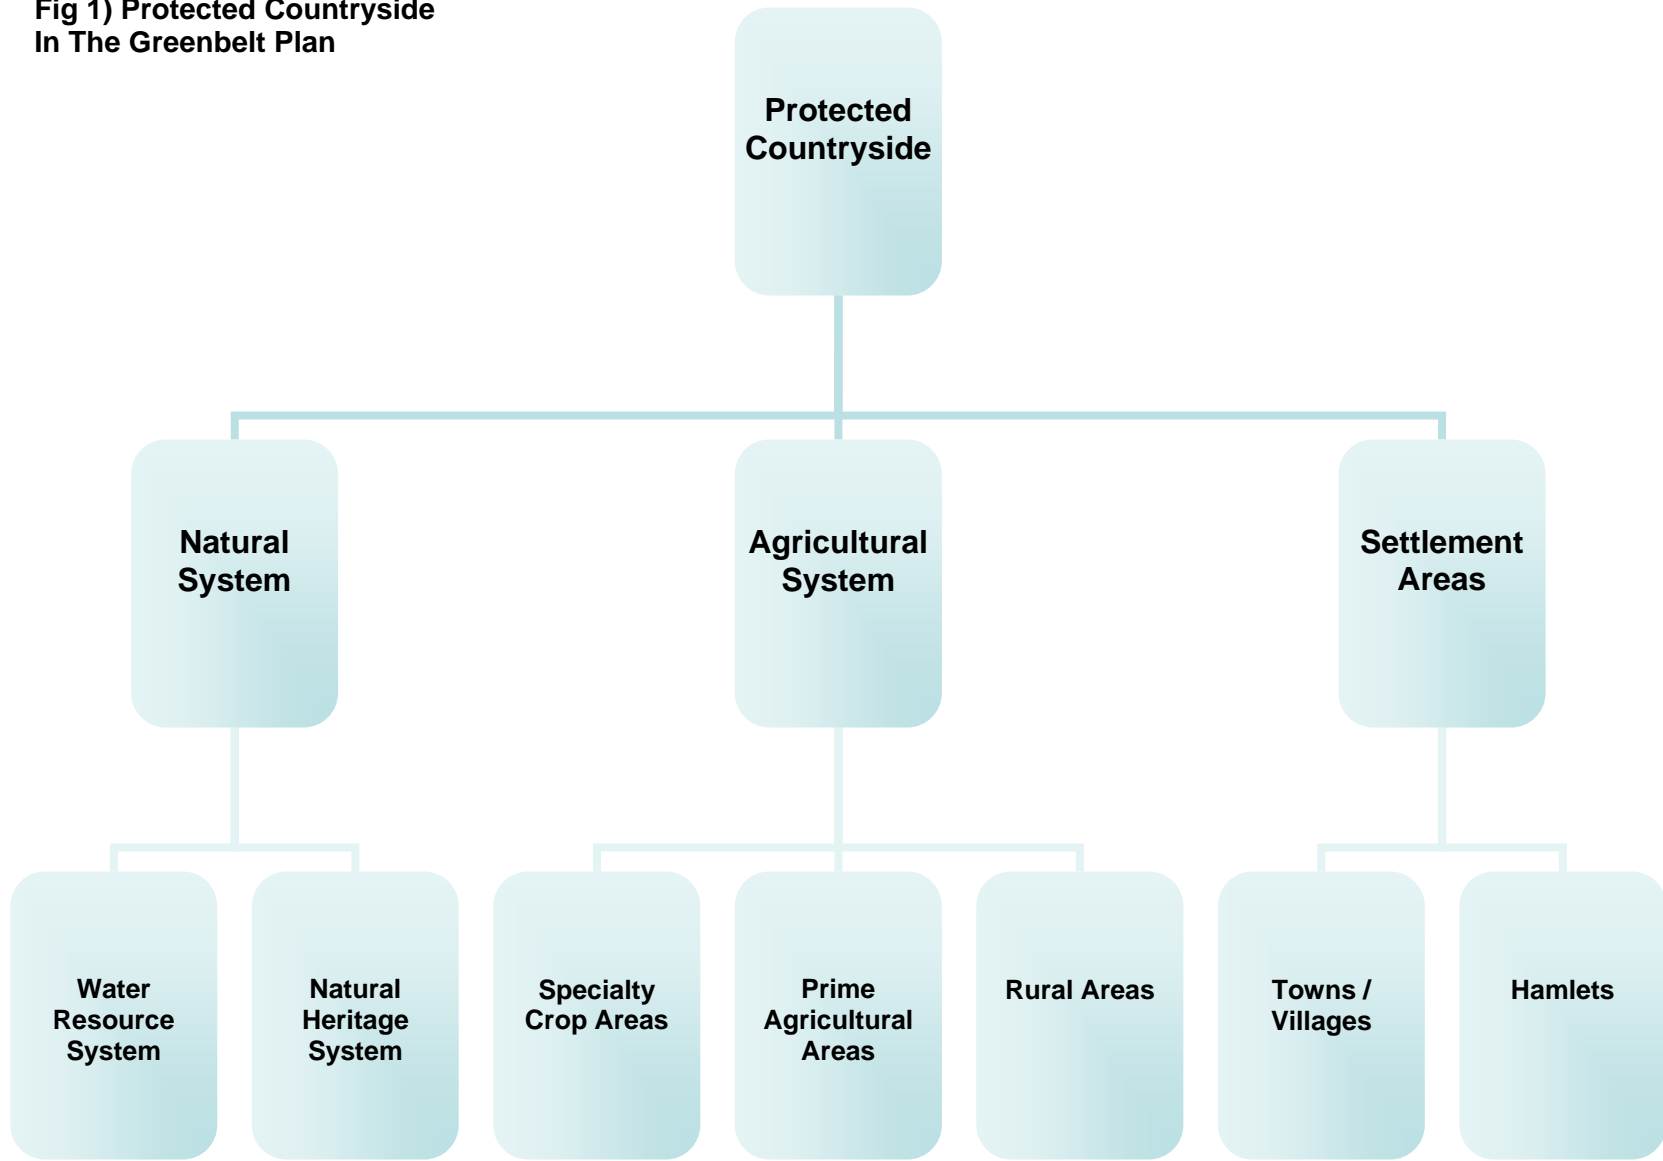 Fig 1) Protected Countryside
In The Greenbelt Plan
Protected
Countryside
Natural
System
Agricultural
System
Settlement
Areas
Water
Resource
System
Natural
Heritage
System
Specialty
Crop Areas
Prime
Agricultural
Areas
Rural Areas
Towns /
Villages
Hamlets